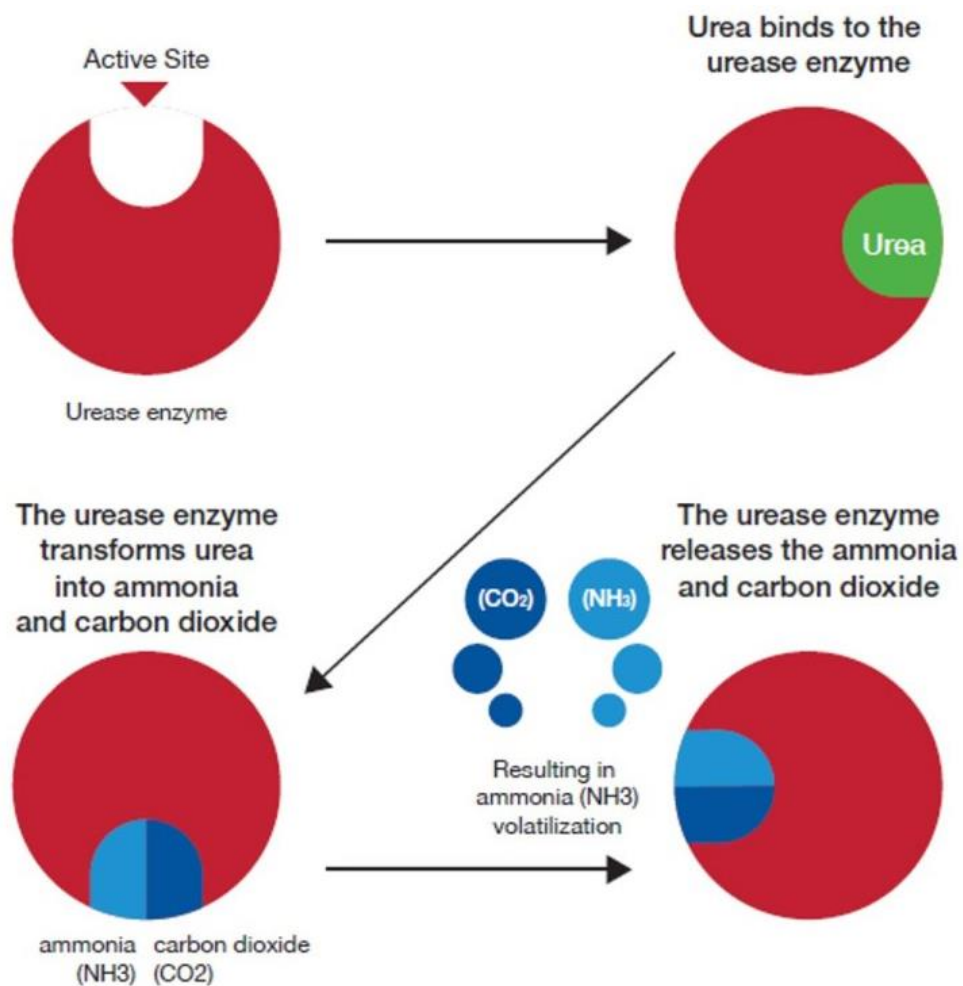 Active Site
Urease enzyme
Urea binds to the
urease enzyme
Urea
The urease enzyme
transforms urea
into ammonia
and carbon dioxide
ammonia
(NH3)
carbon dioxide
(CO2)
(CO₂)
(NH₃)
Resulting in
ammonia (NH3)
volatilization
The urease enzyme
releases the ammonia
and carbon dioxide